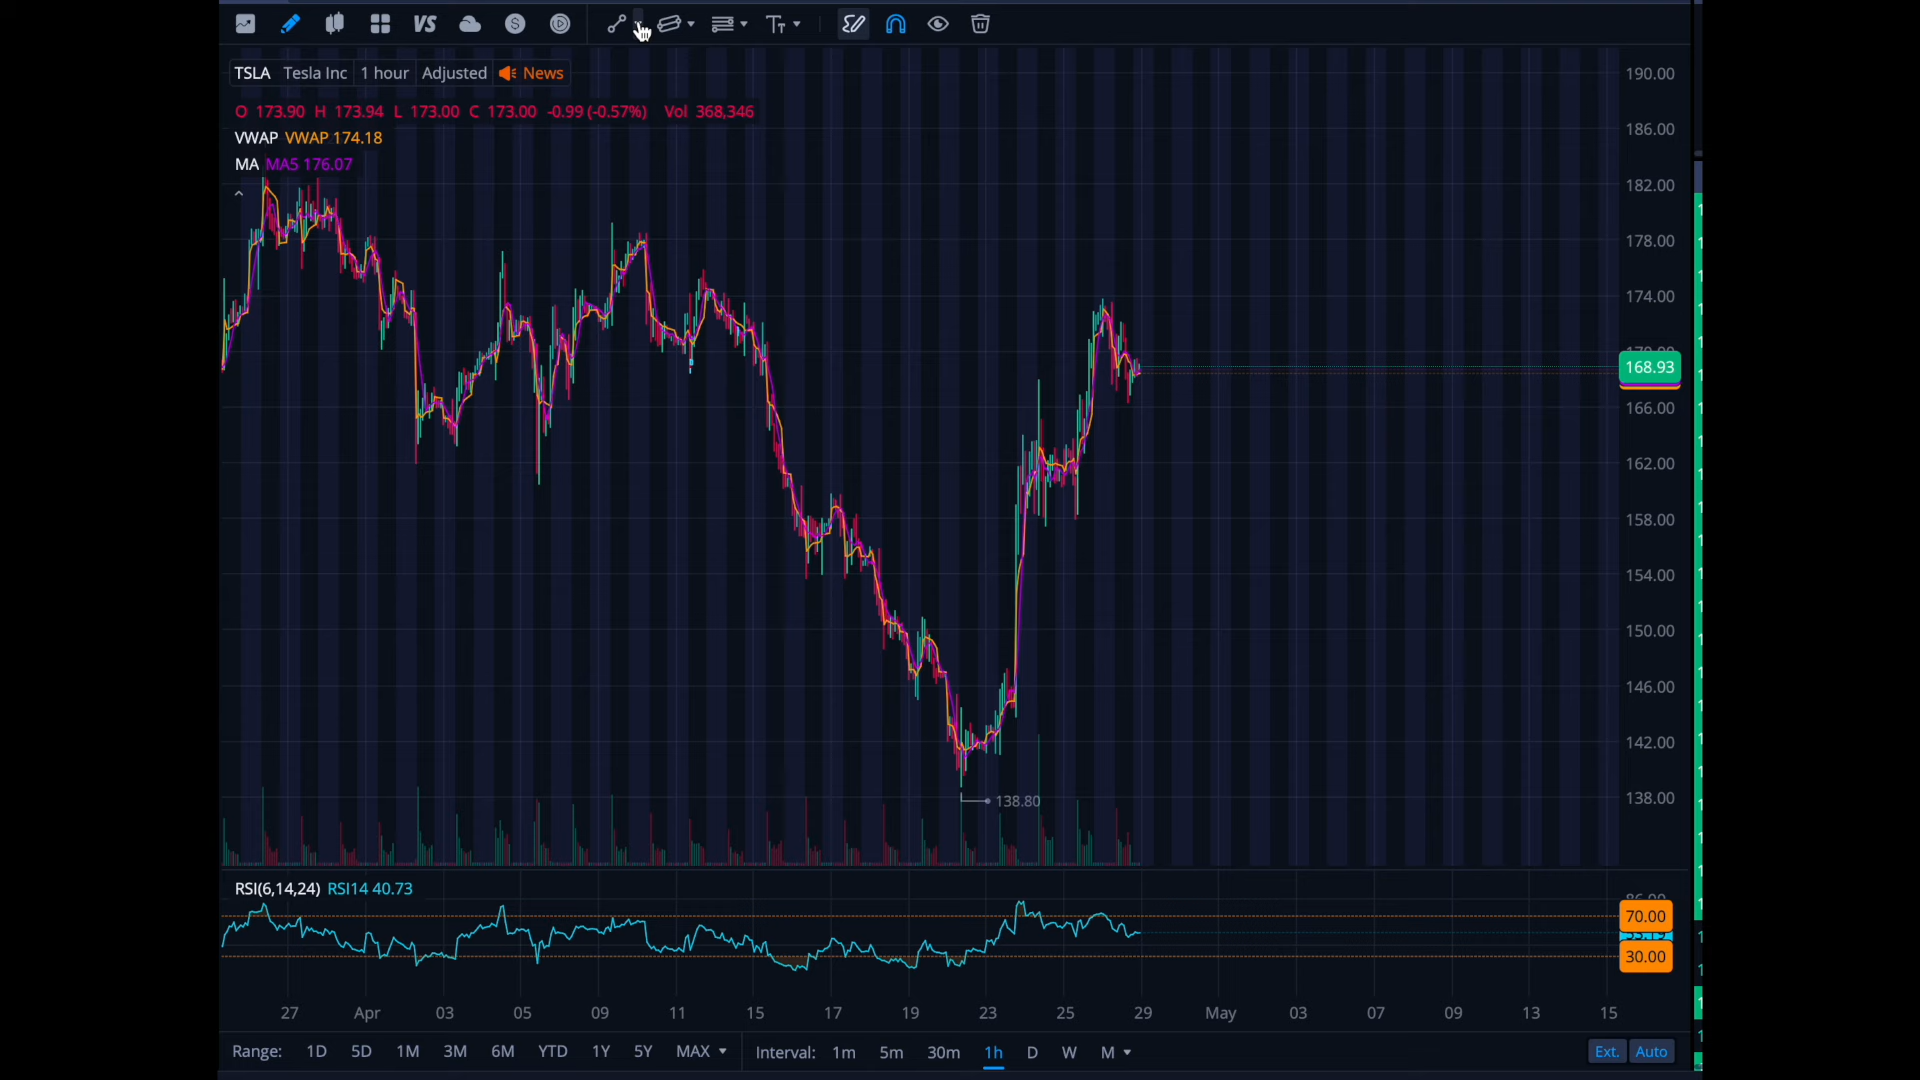 VS
TSLA Tesla Inc 1 hour Adjusted News
O 173.90 H 173.94 L 173.00 C 173.00 -0.99 (-0.57%) Vol 368,346
VWAP VWAP 174.18
MA MA5 176.07
190.00
186.00
182.00
178.00
174.00
168.93
166.00
162.00
158.00
154.00
150.00
146.00
142.00
138.00
138.80
RSI(6,14,24) RSI14 40.73
70.00
30.00
27 Apr 03 05 09 11 15 17 19 23 25 29 May 03 07 09 13 15
Range: 1D 5D 1M 3M 6M YTD 1Y 5Y MAX Interval: 1m 5m 30m 1h D W M Ext. Auto